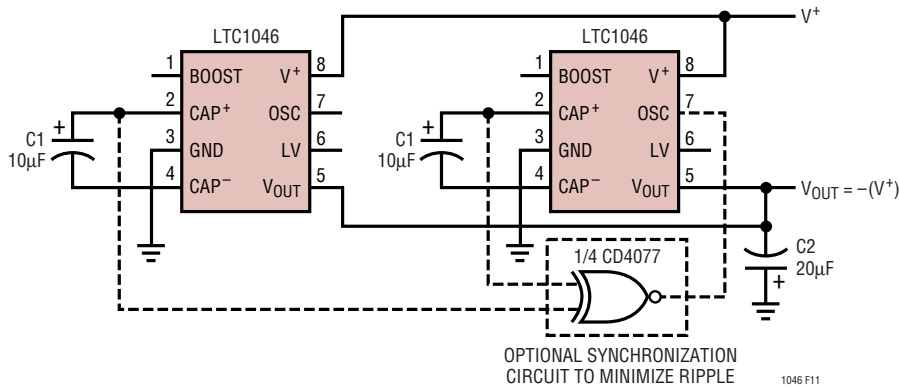 V+
LTC1046
LTC1046
1 BOOST V+ 8
2 CAP+ OSC 7
3 GND LV 6
4 CAP− VOUT 5
C1
10µF
+
1 BOOST V+ 8
2 CAP+ OSC 7
3 GND LV 6
4 CAP− VOUT 5
C1
10µF
+
VOUT = −(V+)
C2
20µF
+
1/4 CD4077
OPTIONAL SYNCHRONIZATION
CIRCUIT TO MINIMIZE RIPPLE
1046 F11